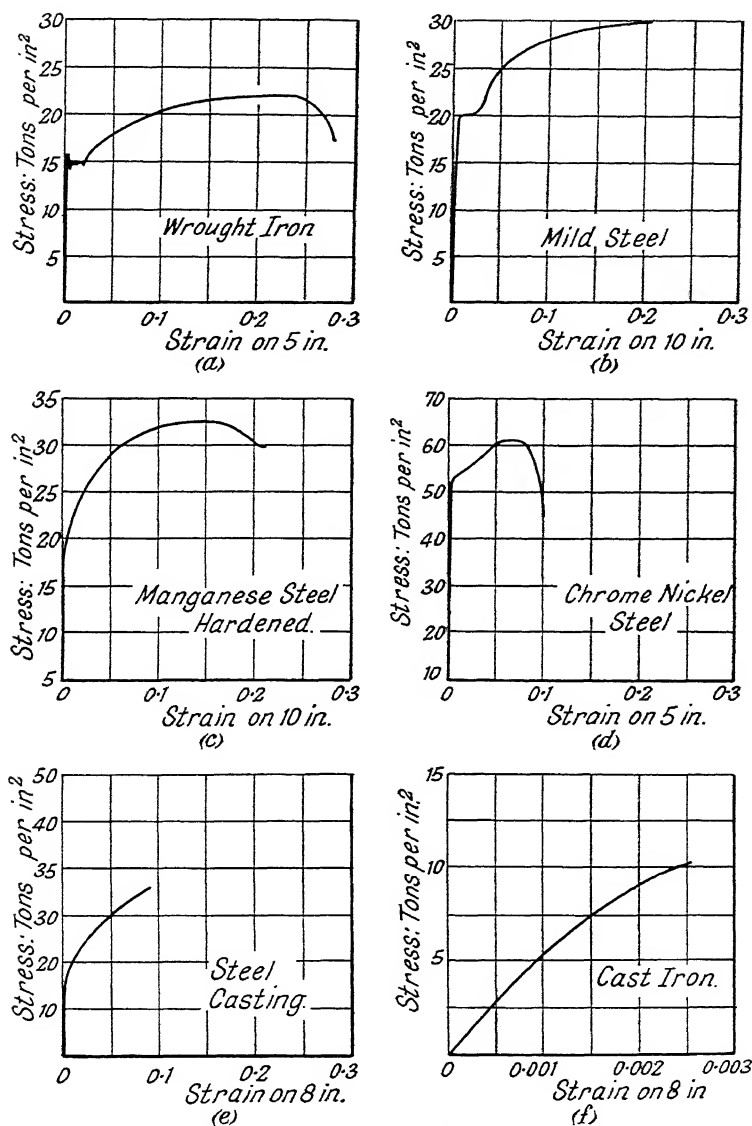 Stress: Tons per in²
30
25
20
15
10
5
0
0·1
0·2
0·3
Wrought Iron
Strain on 5 in.
(a)
Stress: Tons per in²
30
25
20
15
10
5
0
0·1
0·2
0·3
Mild Steel
Strain on 10 in.
(b)
Stress: Tons per in²
35
30
25
20
15
10
5
0
0·1
0·2
0·3
Manganese Steel
Hardened.
Strain on 10 in.
(c)
Stress: Tons per in²
70
60
50
40
30
20
10
0
0·1
0·2
0·3
Chrome Nickel
Steel
Strain on 5 in.
(d)
Stress: Tons per in²
50
40
35
30
20
10
0
0·1
0·2
0·3
Steel
Casting.
Strain on 8 in.
(e)
Stress: Tons per in.²
15
10
5
0
0·001
0·002
0·003
Cast Iron.
Strain on 8 in
(f)